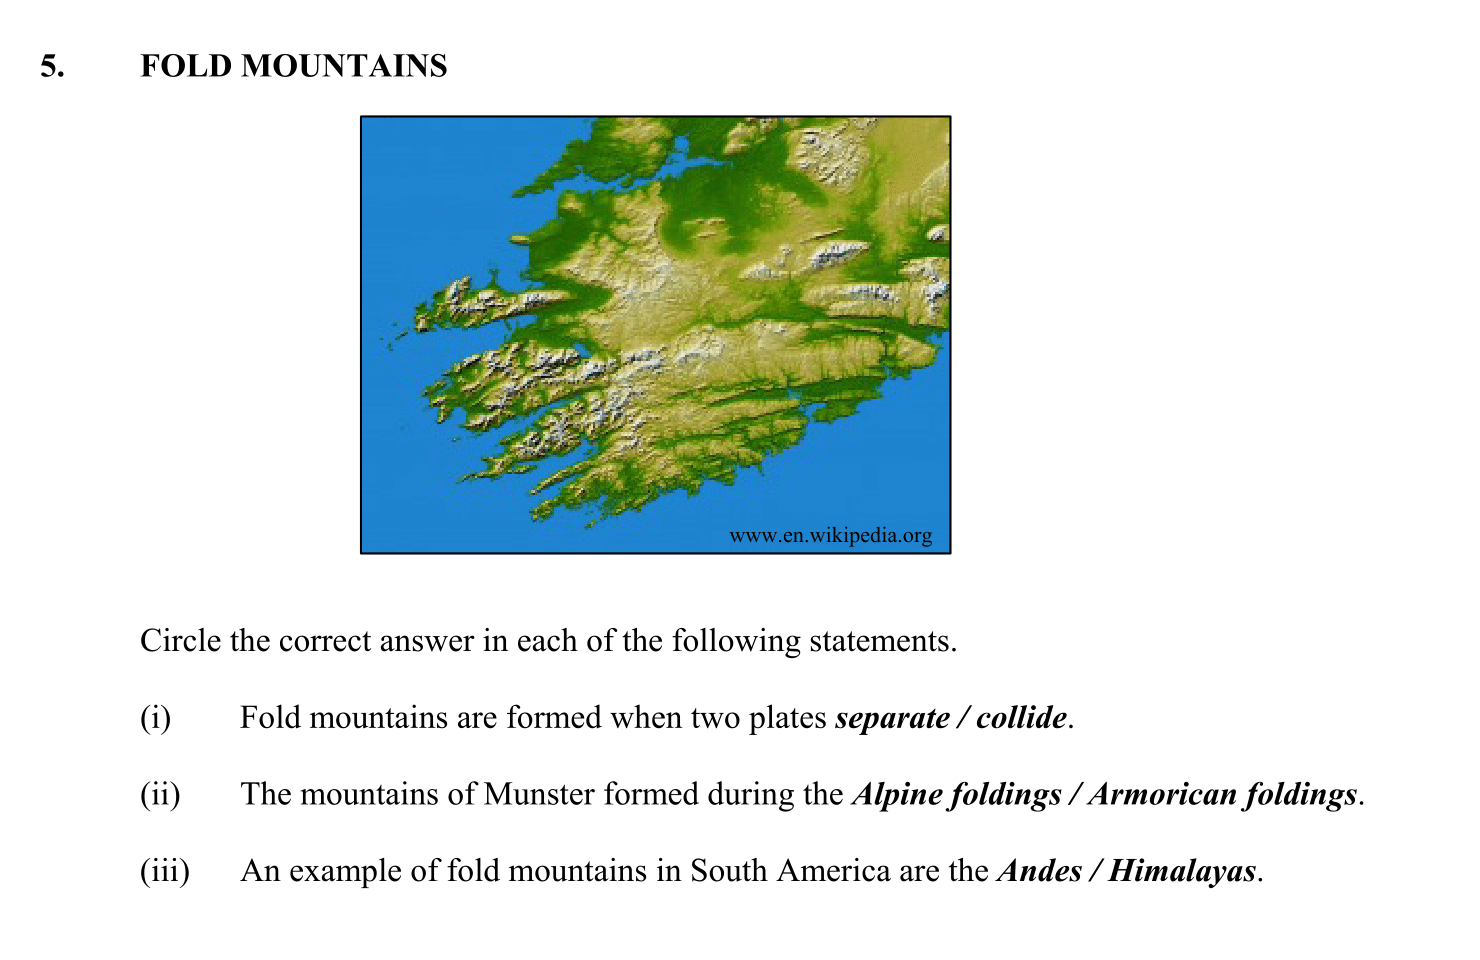 5. FOLD MOUNTAINS
www.en.wikipedia.org
Circle the correct answer in each of the following statements.
(i) Fold mountains are formed when two plates separate / collide.
(ii) The mountains of Munster formed during the Alpine foldings / Armorican foldings.
(iii) An example of fold mountains in South America are the Andes / Himalayas.